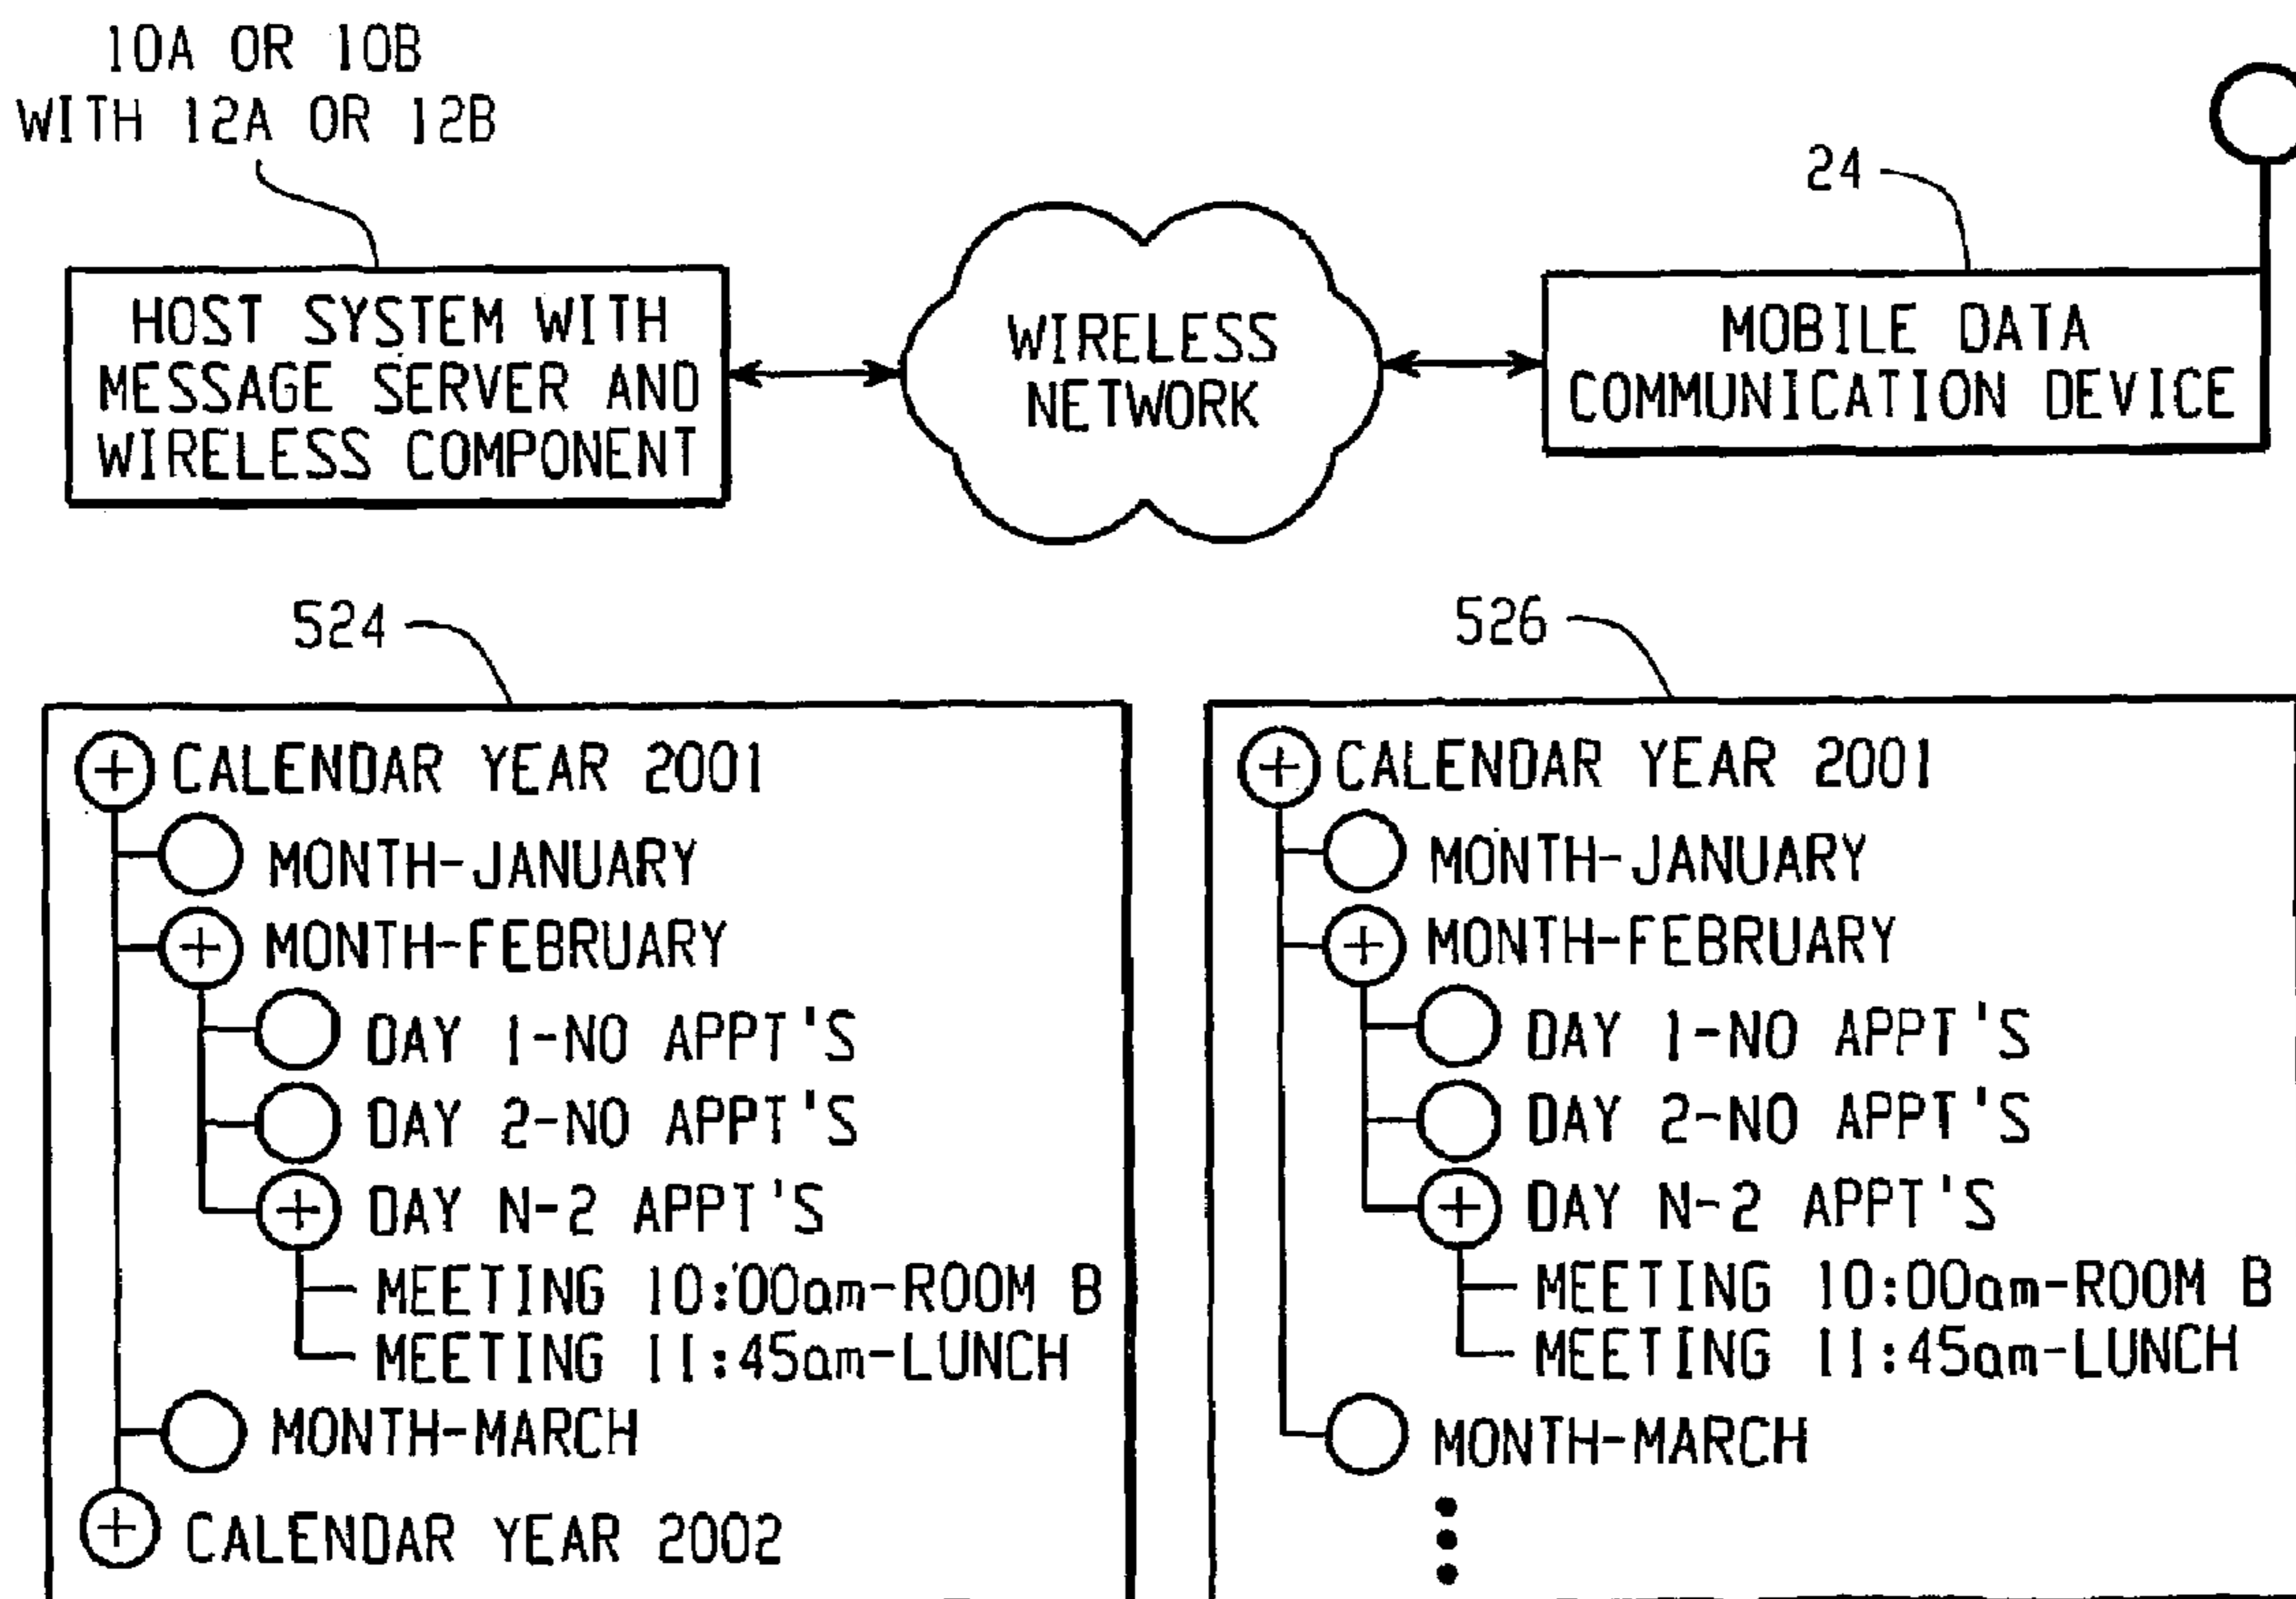 10A OR 10B
WITH 12A OR 12B
24
HOST SYSTEM WITH
MESSAGE SERVER AND
WIRELESS COMPONENT
WIRELESS
NETWORK
MOBILE DATA
COMMUNICATION DEVICE
524
CALENDAR YEAR 2001
MONTH-JANUARY
MONTH-FEBRUARY
DAY 1-NO APPT'S
DAY 2-NO APPT'S
DAY N-2 APPT'S
MEETING 10:00am-ROOM B
MEETING 11:45am-LUNCH
MONTH-MARCH
CALENDAR YEAR 2002
526
CALENDAR YEAR 2001
MONTH-JANUARY
MONTH-FEBRUARY
DAY 1-NO APPT'S
DAY 2-NO APPT'S
DAY N-2 APPT'S
MEETING 10:00am-ROOM B
MEETING 11:45am-LUNCH
MONTH-MARCH